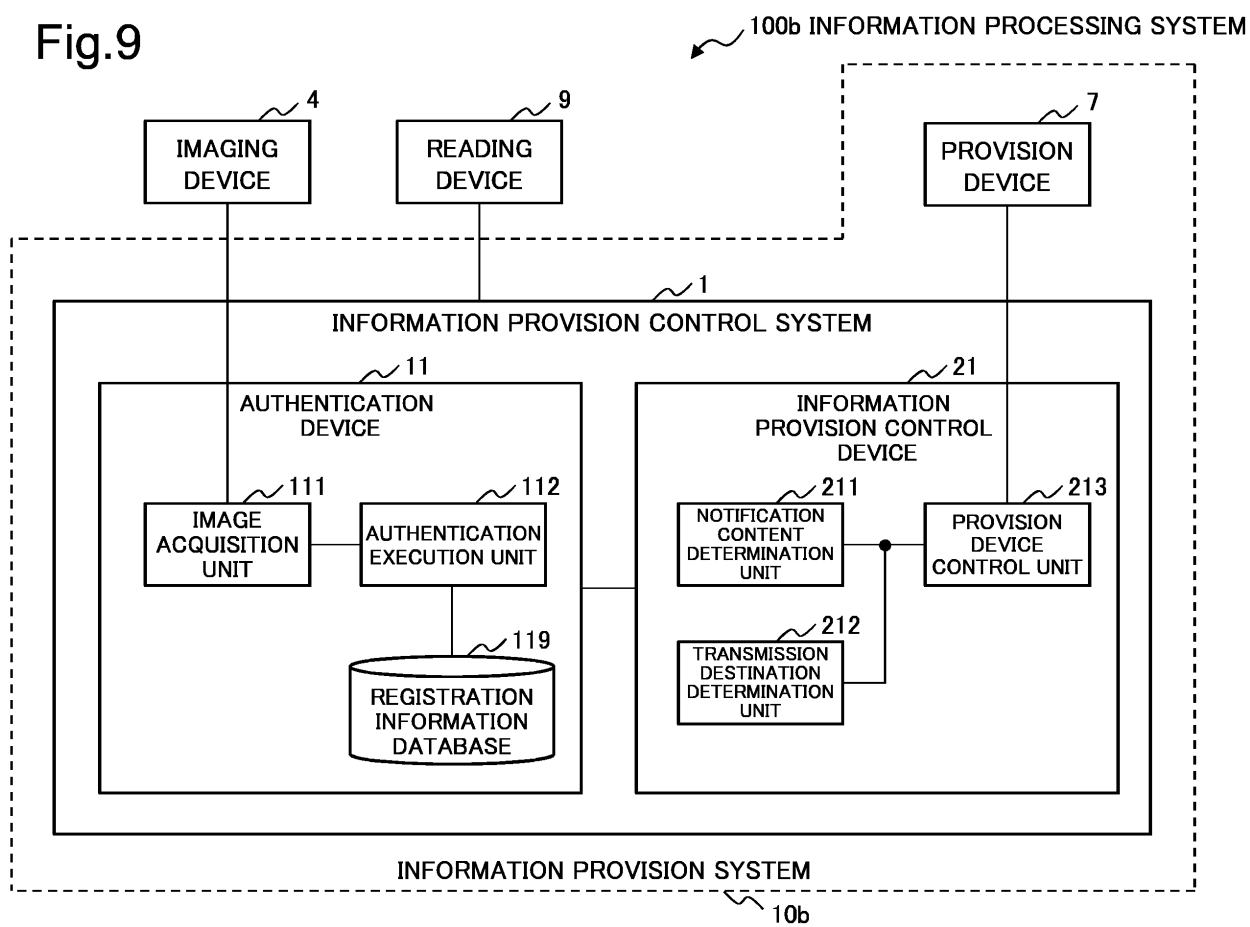 Fig.9
100b INFORMATION PROCESSING SYSTEM
4
IMAGING
DEVICE
9
READING
DEVICE
7
PROVISION
DEVICE
1
INFORMATION PROVISION CONTROL SYSTEM
11
AUTHENTICATION
DEVICE
111
IMAGE
ACQUISITION
UNIT
112
AUTHENTICATION
EXECUTION UNIT
119
REGISTRATION
INFORMATION
DATABASE
21
INFORMATION
PROVISION CONTROL
DEVICE
211
NOTIFICATION
CONTENT
DETERMINATION
UNIT
213
PROVISION
DEVICE
CONTROL UNIT
212
TRANSMISSION
DESTINATION
DETERMINATION
UNIT
INFORMATION PROVISION SYSTEM
10b